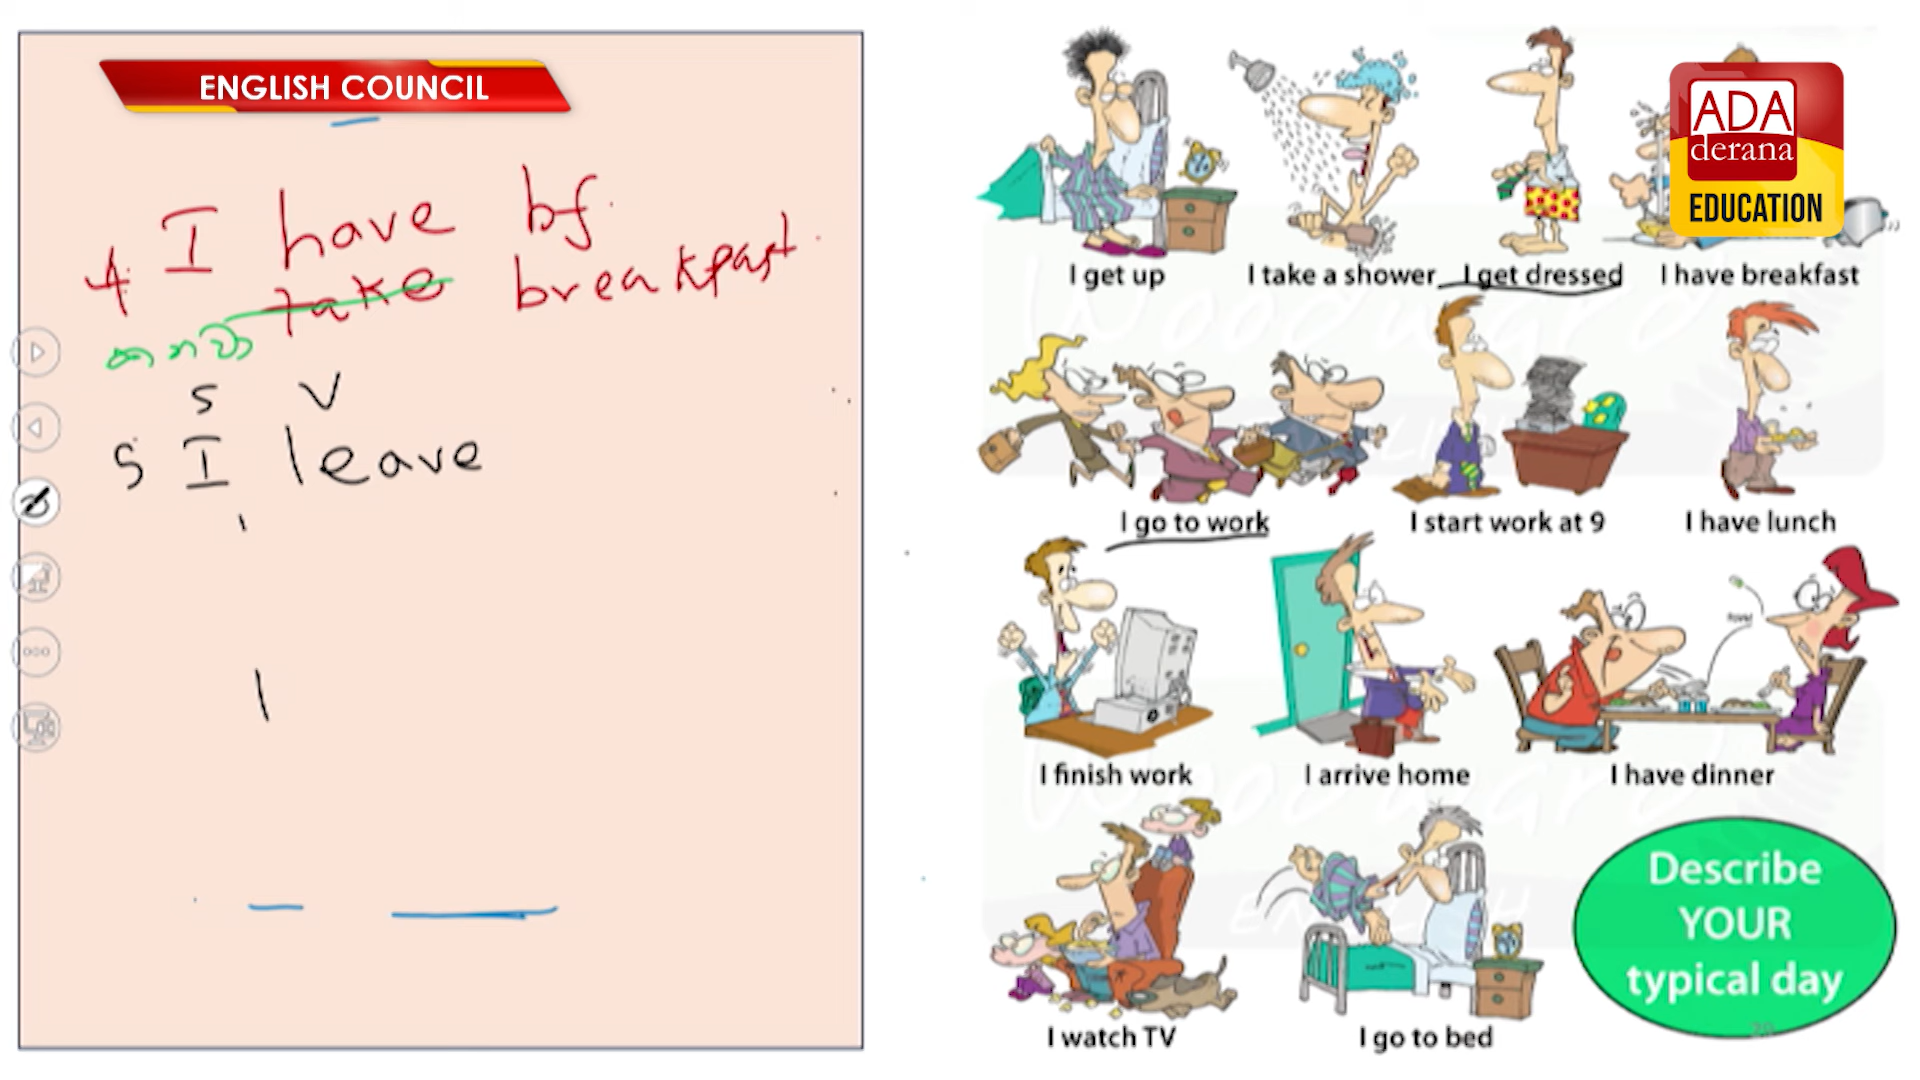 ENGLISH COUNCIL
4. I have bf.
take breakfast.
කනවා
S V
5 I leave
ADA
derana
EDUCATION
I get up
I take a shower
I get dressed
I have breakfast
I go to work
I start work at 9
I have lunch
I finish work
I arrive home
I have dinner
I watch TV
I go to bed
Describe
YOUR
typical day